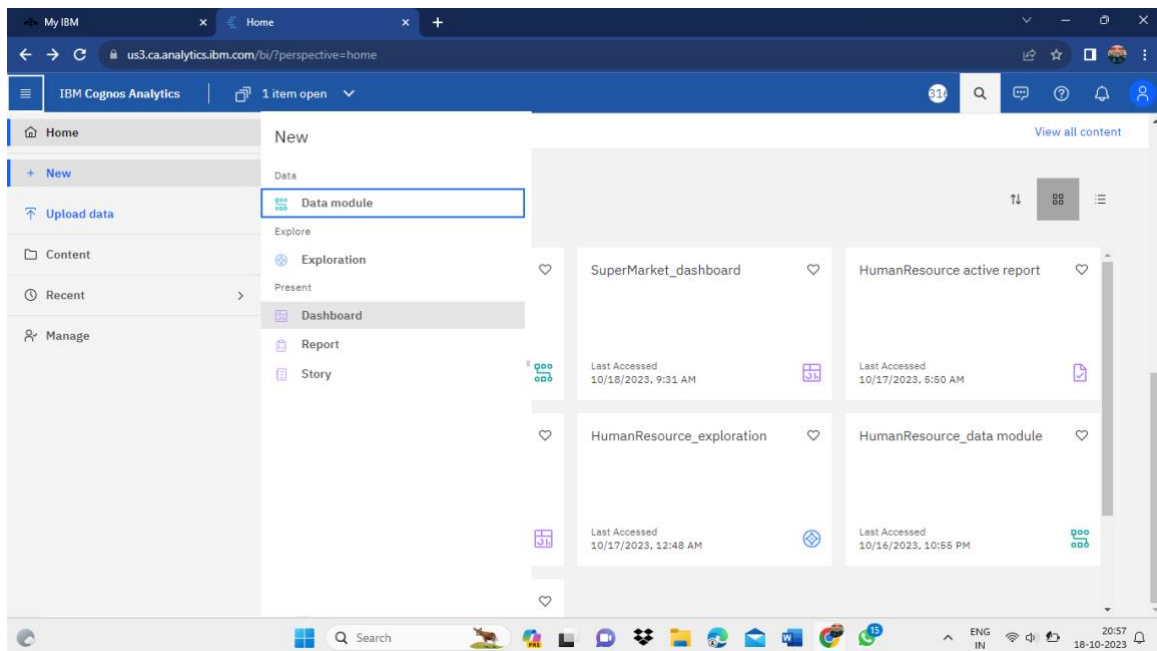 My IBM
Home
us3.ca.analytics.ibm.com/bi/?perspective=home
IBM Cognos Analytics
1 item open
Home
New
View all content
+ New
Data
Upload data
Data module
Explore
Content
Exploration
SuperMarket_dashboard
HumanResource active report
Recent
Present
Dashboard
Manage
Report
Story
Last Accessed
10/18/2023, 9:31 AM
Last Accessed
10/17/2023, 5:50 AM
HumanResource_exploration
HumanResource_data module
Last Accessed
10/17/2023, 12:48 AM
Last Accessed
10/16/2023, 10:55 PM
Search
PRE
15
ENG
IN
20:57
18-10-2023